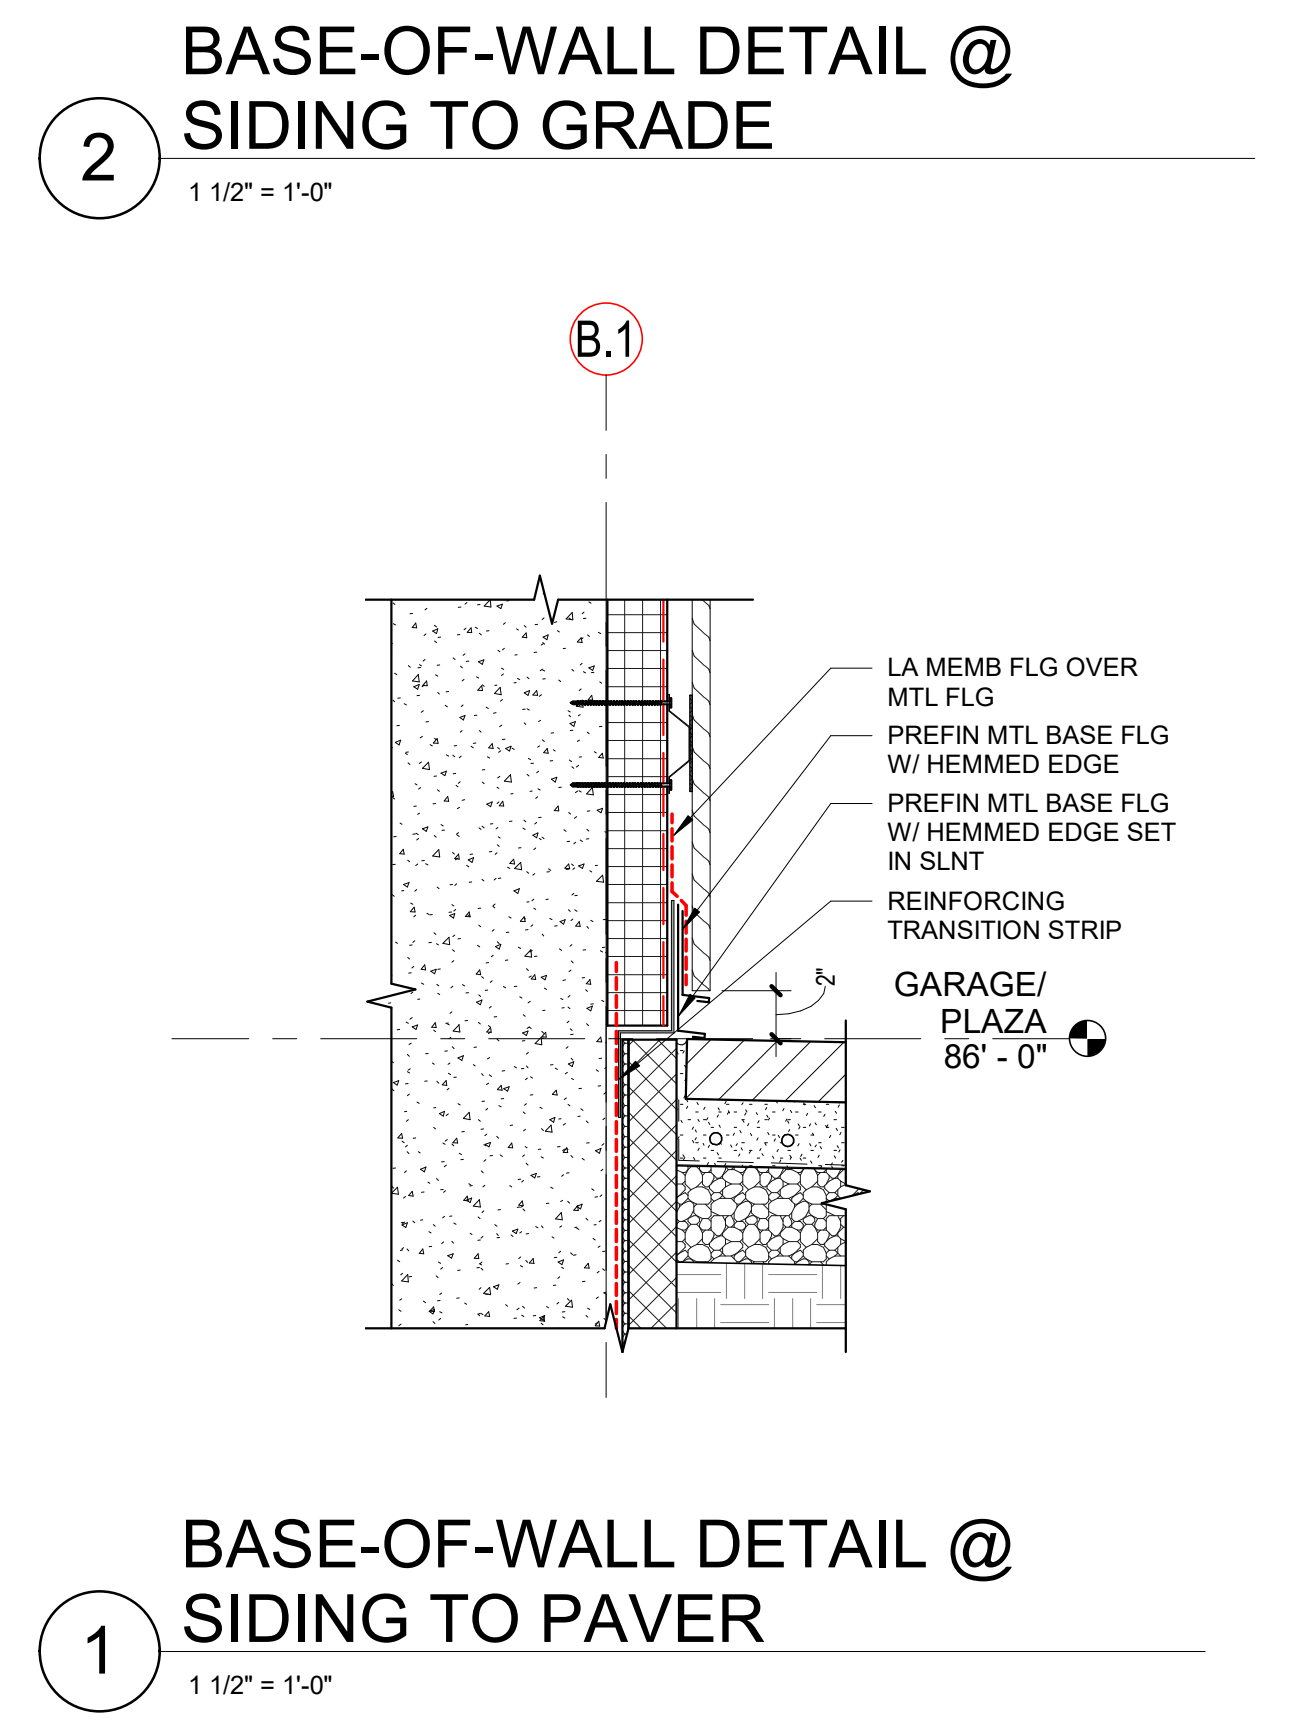 BASE-OF-WALL DETAIL @
SIDING TO GRADE
2
1 1/2" = 1'-0"
B.1
LA MEMB FLG OVER
MTL FLG
PREFIN MTL BASE FLG
W/ HEMMED EDGE
PREFIN MTL BASE FLG
W/ HEMMED EDGE SET
IN SLNT
REINFORCING
TRANSITION STRIP
2"
GARAGE/
PLAZA
86' - 0"
BASE-OF-WALL DETAIL @
SIDING TO PAVER
1
1 1/2" = 1'-0"